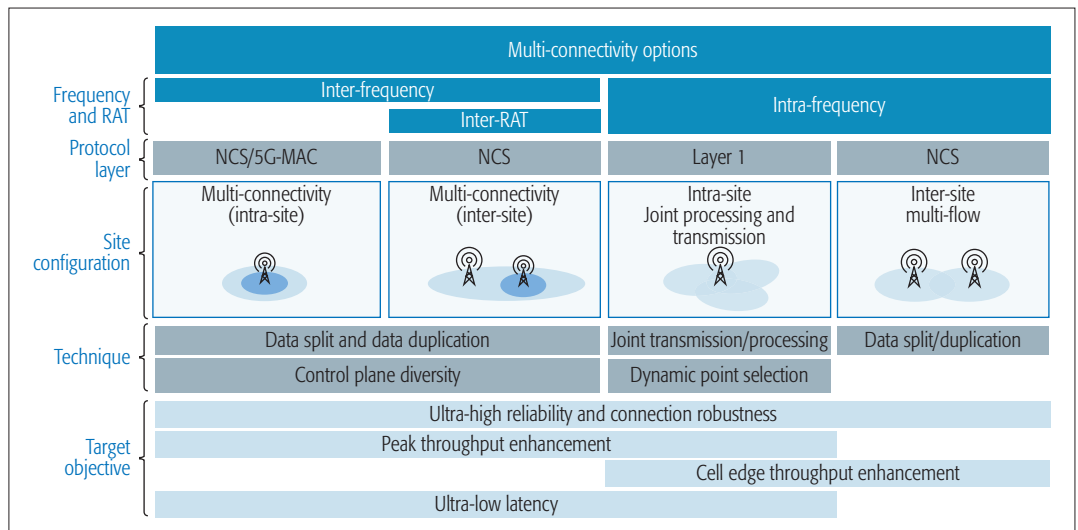 Multi-connectivity options
Frequency
and RAT
Inter-frequency
Inter-RAT
Intra-frequency
Protocol
layer
NCS/5G-MAC
NCS
Layer 1
NCS
Site
configuration
Multi-connectivity
(intra-site)
Multi-connectivity
(inter-site)
Intra-site
Joint processing and
transmission
Inter-site
multi-flow
Technique
Data split and data duplication
Joint transmission/processing
Data split/duplication
Control plane diversity
Dynamic point selection
Target
objective
Ultra-high reliability and connection robustness
Peak throughput enhancement
Cell edge throughput enhancement
Ultra-low latency